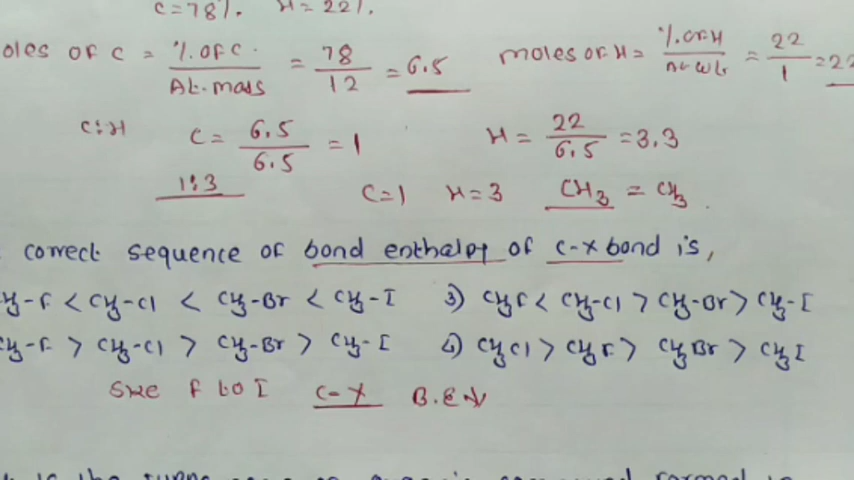 C=78%. H=22%.
oles of C = %.of C. / At.mass = 78 / 12 = 6.5 moles of H = %.of H / At wt = 22 / 1 = 22
C:H C = 6.5 / 6.5 = 1 H = 22 / 6.5 = 3.3
1:3 C=1 H=3 CH3 = CH3.
correct sequence of bond enthalpy of C-X bond is,
CH3-F < CH3-Cl < CH3-Br < CH3-I 3) CH3F < CH3-Cl > CH3-Br > CH3-I
CH3-F > CH3-Cl > CH3-Br > CH3-I 4) CH3Cl > CH3F > CH3Br > CH3I
Size F to I C-X B.E↓